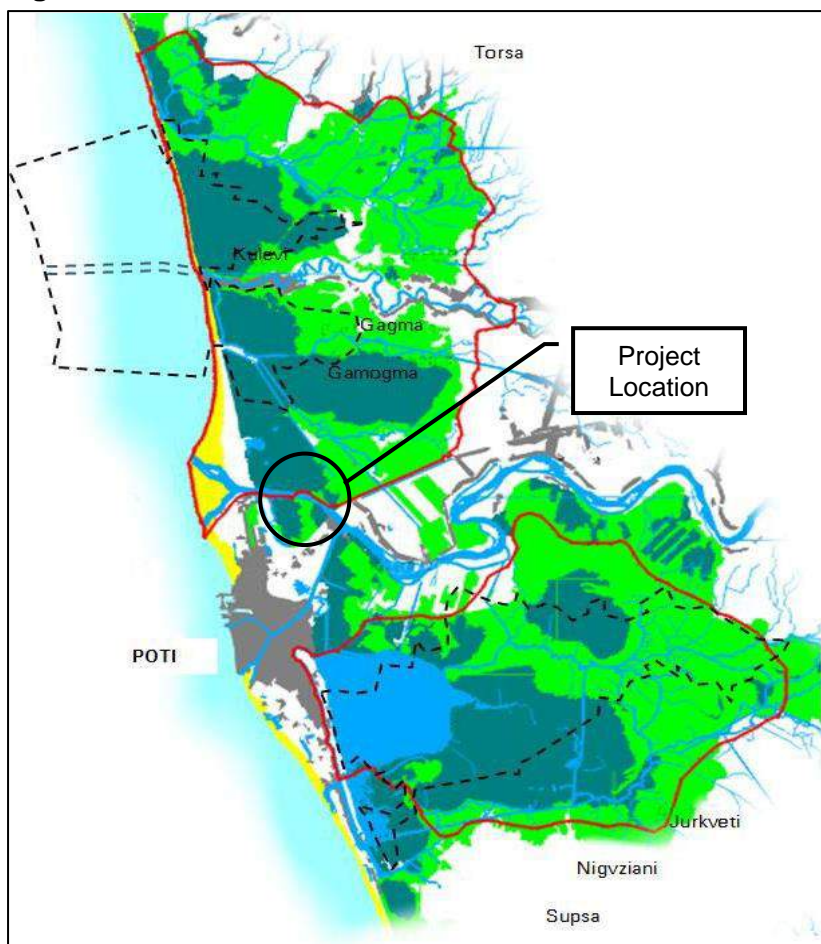 Torsa
Kulevi
Gagma
Gamogma
Project
Location
POTI
Jurkveti
Nigvziani
Supsa